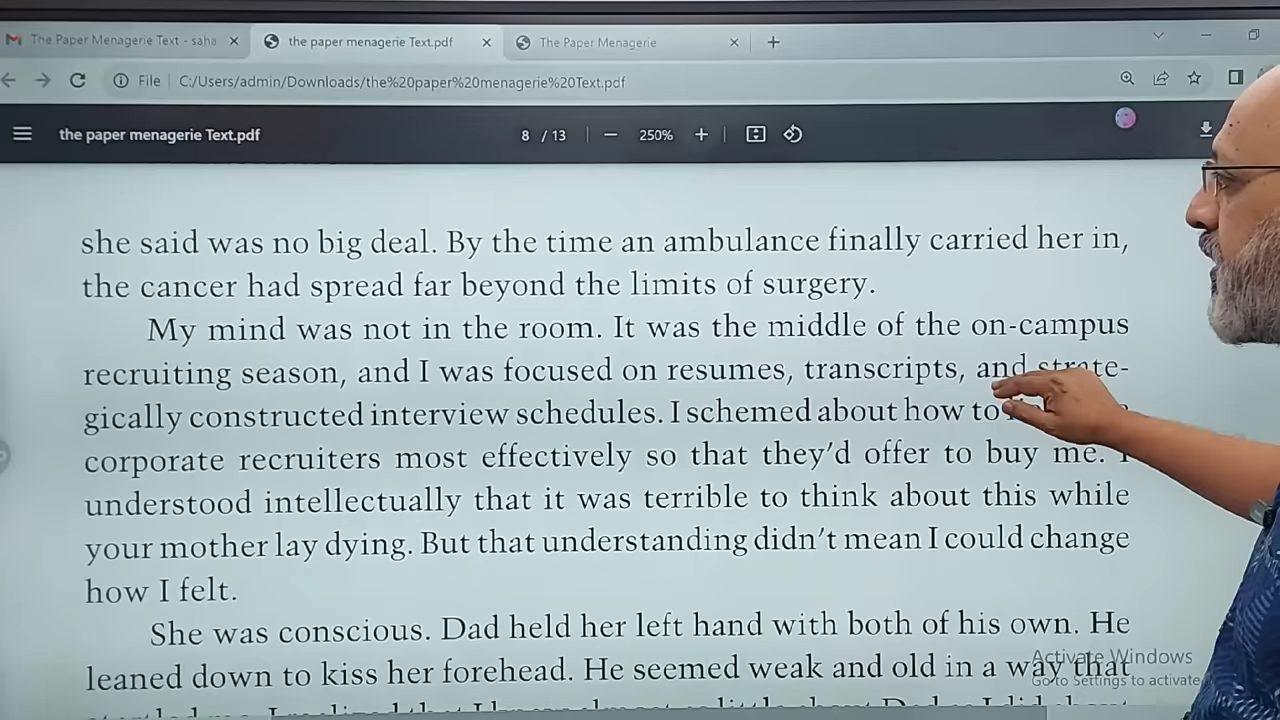 The Paper Menagerie Text - saha
the paper menagerie Text.pdf
The Paper Menagerie
File
C:/Users/admin/Downloads/the%20paper%20menagerie%20Text.pdf
the paper menagerie Text.pdf
8 / 13
250%
she said was no big deal. By the time an ambulance finally carried her in,
the cancer had spread far beyond the limits of surgery.
My mind was not in the room. It was the middle of the on-campus
recruiting season, and I was focused on resumes, transcripts, and strate-
gically constructed interview schedules. I schemed about how to
corporate recruiters most effectively so that they'd offer to buy me. I
understood intellectually that it was terrible to think about this while
your mother lay dying. But that understanding didn't mean I could change
how I felt.
She was conscious. Dad held her left hand with both of his own. He
leaned down to kiss her forehead. He seemed weak and old in a way that
Activate Windows
Go to Settings to activate